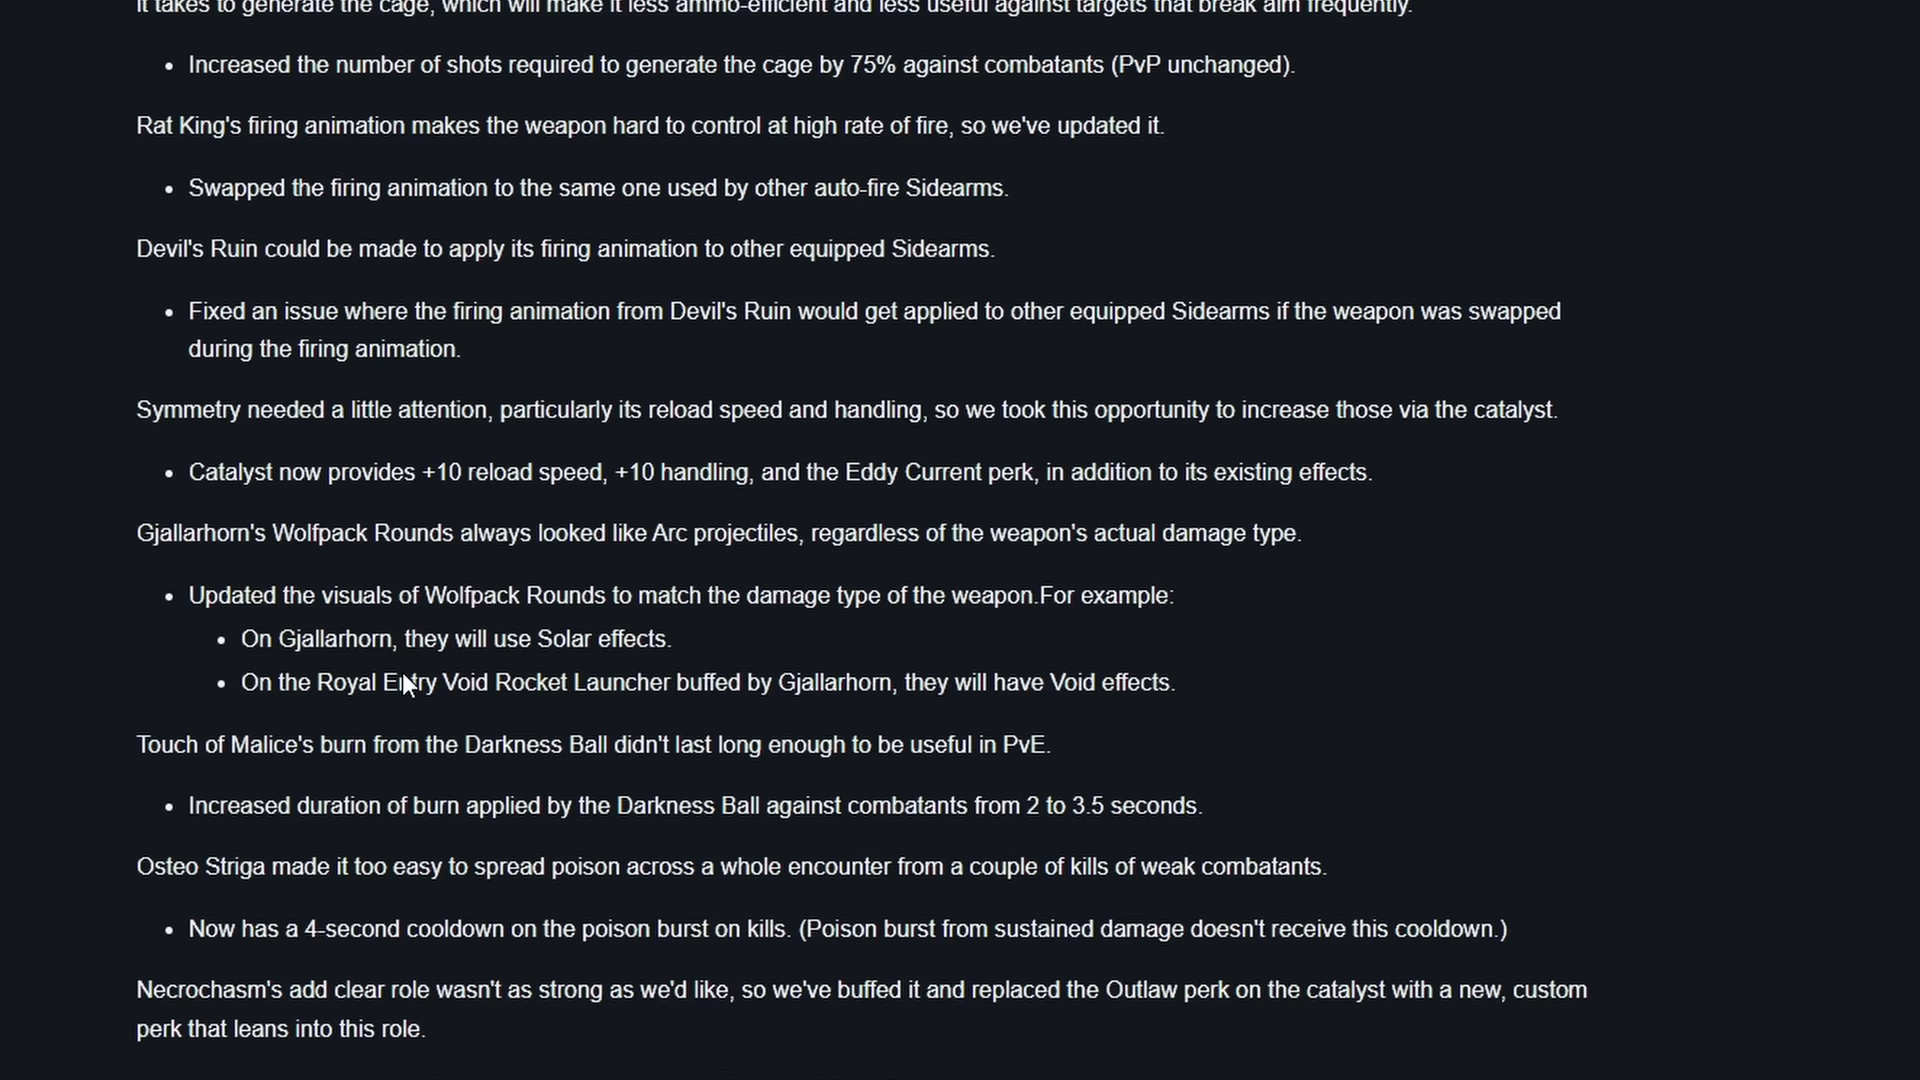 it takes to generate the cage, which will make it less ammo-efficient and less useful against targets that break aim frequently.
• Increased the number of shots required to generate the cage by 75% against combatants (PvP unchanged).
Rat King's firing animation makes the weapon hard to control at high rate of fire, so we've updated it.
• Swapped the firing animation to the same one used by other auto-fire Sidearms.
Devil's Ruin could be made to apply its firing animation to other equipped Sidearms.
• Fixed an issue where the firing animation from Devil's Ruin would get applied to other equipped Sidearms if the weapon was swapped
during the firing animation.
Symmetry needed a little attention, particularly its reload speed and handling, so we took this opportunity to increase those via the catalyst.
• Catalyst now provides +10 reload speed, +10 handling, and the Eddy Current perk, in addition to its existing effects.
Gjallarhorn's Wolfpack Rounds always looked like Arc projectiles, regardless of the weapon's actual damage type.
• Updated the visuals of Wolfpack Rounds to match the damage type of the weapon.For example:
• On Gjallarhorn, they will use Solar effects.
• On the Royal Entry Void Rocket Launcher buffed by Gjallarhorn, they will have Void effects.
Touch of Malice's burn from the Darkness Ball didn't last long enough to be useful in PvE.
• Increased duration of burn applied by the Darkness Ball against combatants from 2 to 3.5 seconds.
Osteo Striga made it too easy to spread poison across a whole encounter from a couple of kills of weak combatants.
• Now has a 4-second cooldown on the poison burst on kills. (Poison burst from sustained damage doesn't receive this cooldown.)
Necrochasm's add clear role wasn't as strong as we'd like, so we've buffed it and replaced the Outlaw perk on the catalyst with a new, custom
perk that leans into this role.